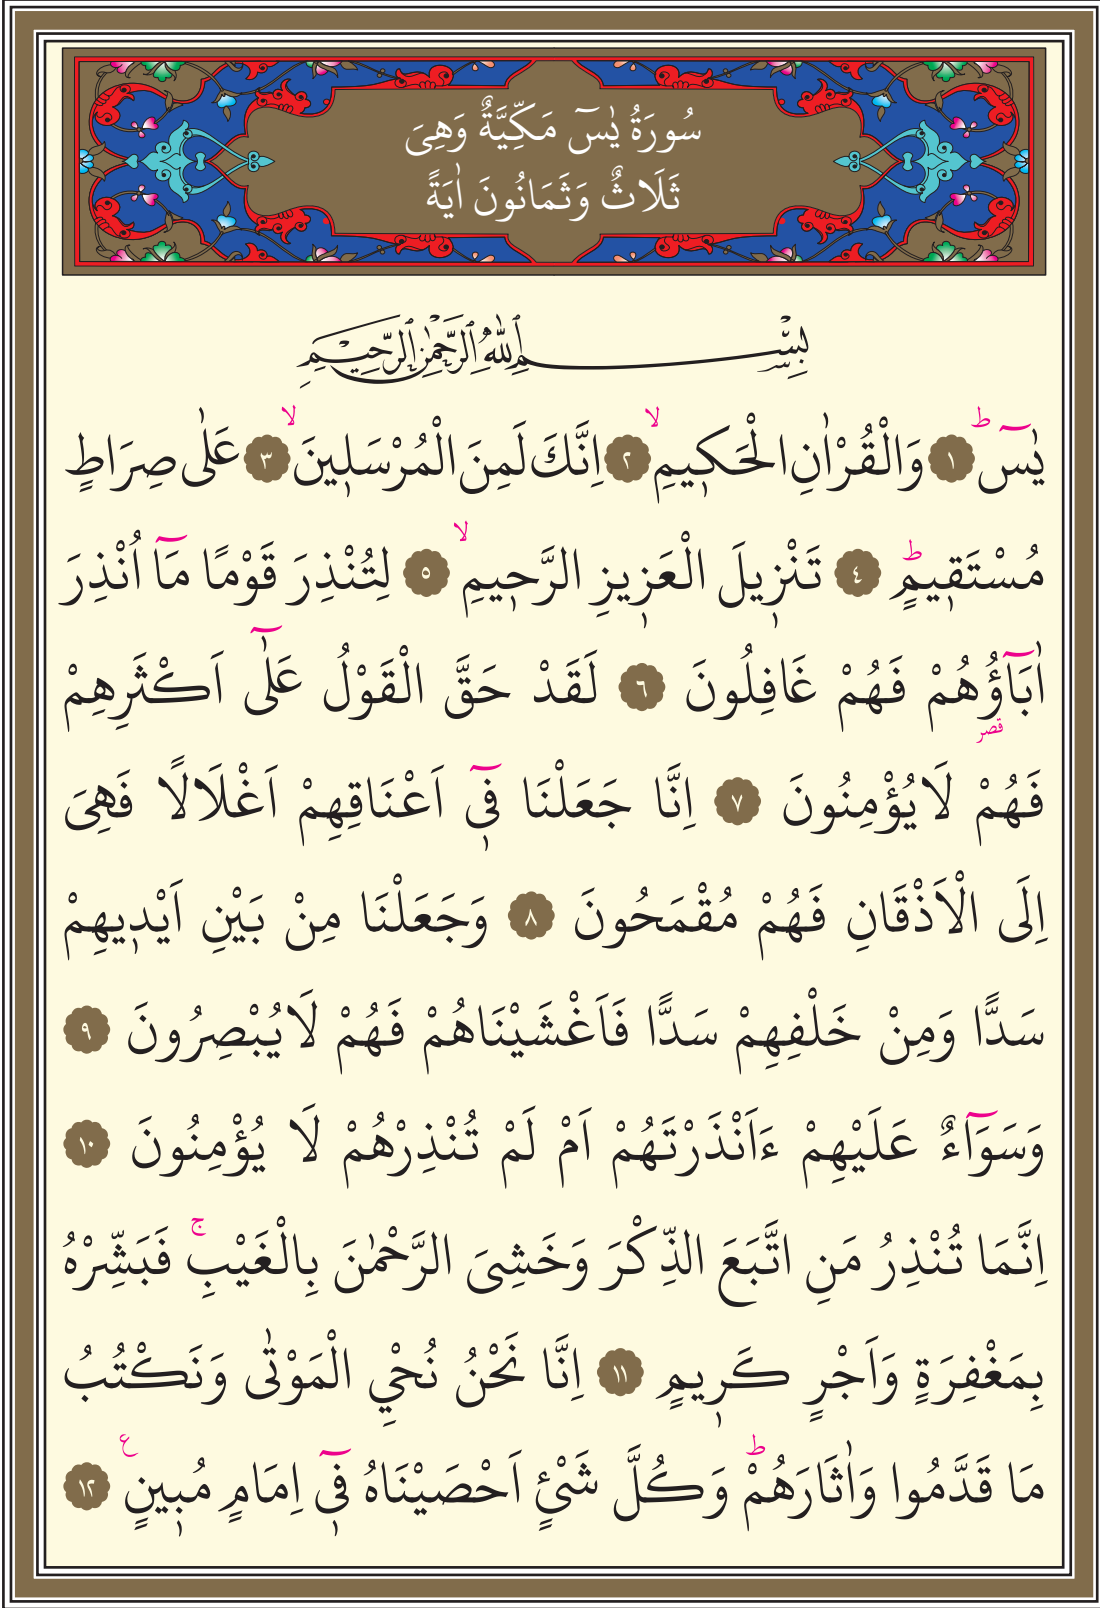 سُورَةُ يٰسٓ مَكِّيَّةٌ وَهِىَ
ثَلَاثٌ وَثَمَانُونَ اٰيَةً
بِسْمِ اللّٰهِ الرَّحْمٰنِ الرَّحِيمِ
يٰسٓ ۜ ﴿١﴾ وَالْقُرْاٰنِ الْحَكٖيمِۙ ﴿٢﴾ اِنَّكَ لَمِنَ الْمُرْسَلٖينَۙ ﴿٣﴾ عَلٰى صِرَاطٍ
مُسْتَقٖيمٍؕ ﴿٤﴾ تَنْزٖيلَ الْعَزٖيزِ الرَّحٖيمِۙ ﴿٥﴾ لِتُنْذِرَ قَوْمًا مَٓا اُنْذِرَ
اٰبَٓاؤُ۬هُمْ فَهُمْ غَافِلُونَ ﴿٦﴾ لَقَدْ حَقَّ الْقَوْلُ عَلٰٓى اَكْثَرِهِمْ
قصر
فَهُمْ لَا يُؤْمِنُونَ ﴿٧﴾ اِنَّا جَعَلْنَا فٖٓى اَعْنَاقِهِمْ اَغْلَالًا فَهِىَ
اِلَى الْاَذْقَانِ فَهُمْ مُقْمَحُونَ ﴿٨﴾ وَجَعَلْنَا مِنْ بَيْنِ اَيْدٖيهِمْ
سَدًّا وَمِنْ خَلْفِهِمْ سَدًّا فَاَغْشَيْنَاهُمْ فَهُمْ لَا يُبْصِرُونَ ﴿٩﴾
وَسَوَٓاءٌ عَلَيْهِمْ ءَاَنْذَرْتَهُمْ اَمْ لَمْ تُنْذِرْهُمْ لَا يُؤْمِنُونَ ﴿١٠﴾
اِنَّمَا تُنْذِرُ مَنِ اتَّبَعَ الذِّكْرَ وَخَشِىَ الرَّحْمٰنَ بِالْغَيْبِۚ فَبَشِّرْهُ
بِمَغْفِرَةٍ وَاَجْرٍ كَرٖيمٍ ﴿١١﴾ اِنَّا نَحْنُ نُحْيِ الْمَوْتٰى وَنَكْتُبُ
مَا قَدَّمُوا وَاٰثَارَهُمْؕ وَكُلَّ شَىْءٍ اَحْصَيْنَاهُ فٖٓى اِمَامٍ مُبٖينٍ ع ﴿١٢﴾